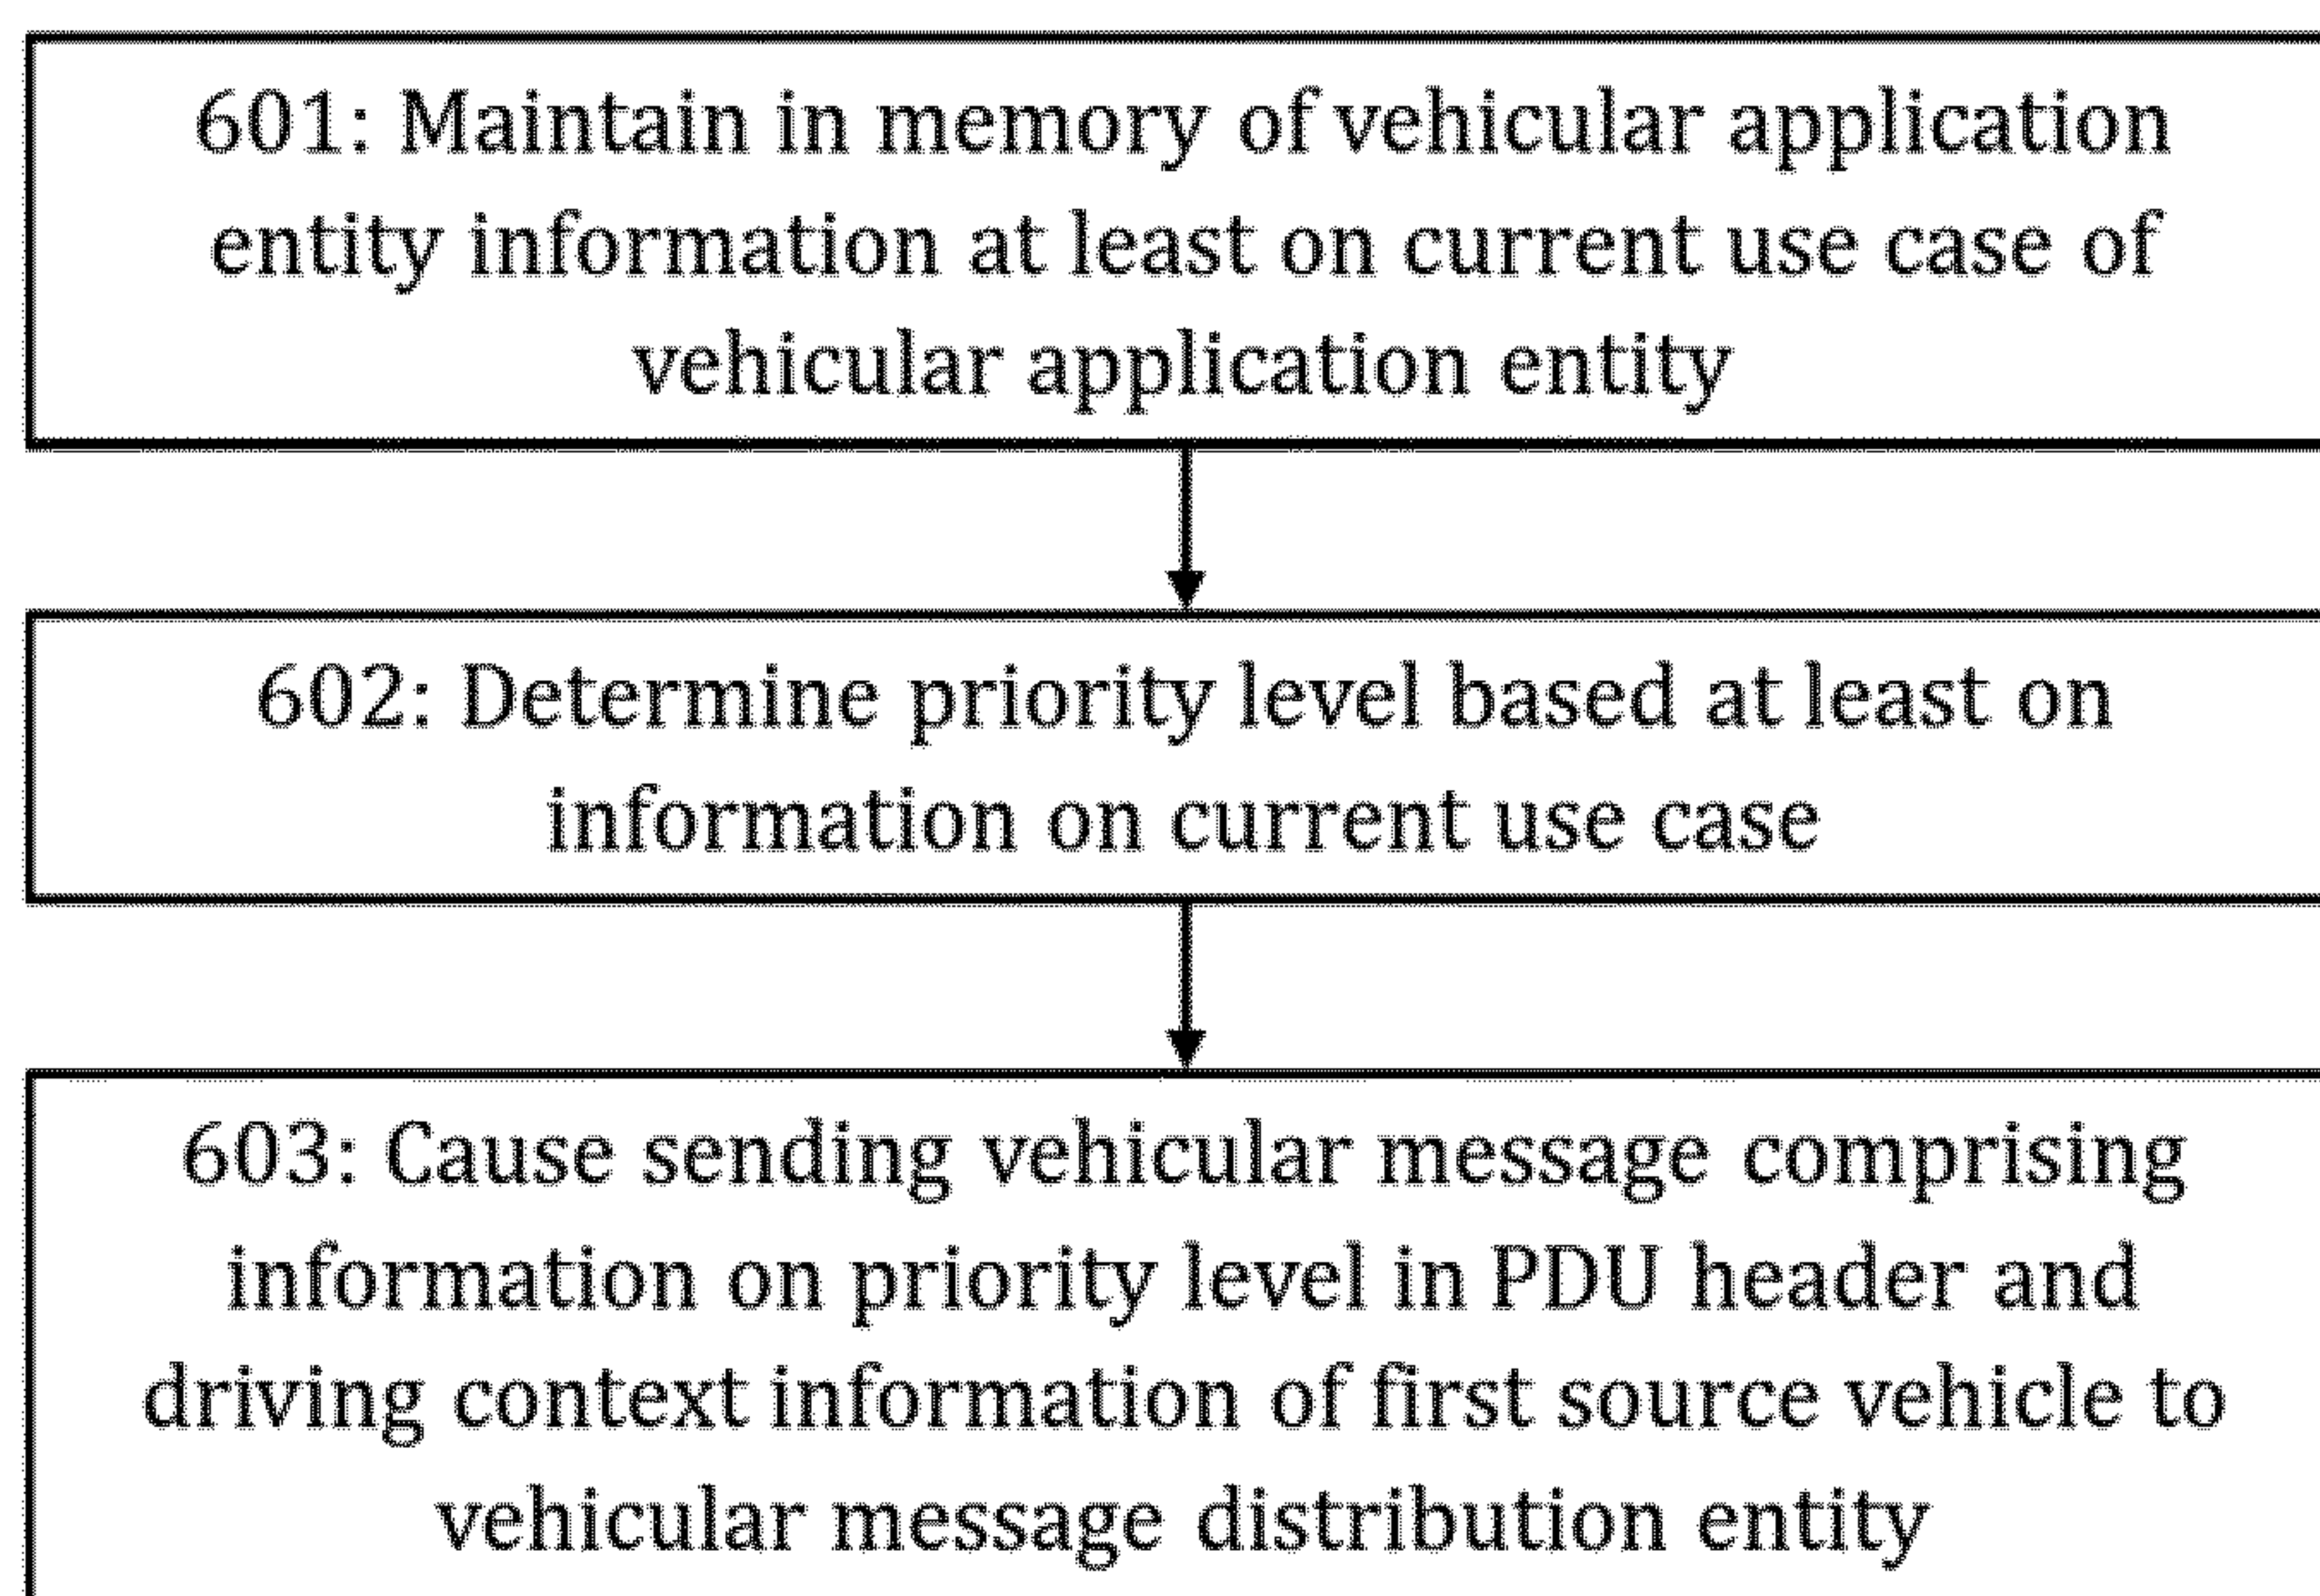 601: Maintain in memory of vehicular application
entity information at least on current use case of
vehicular application entity
602: Determine priority level based at least on
information on current use case
603: Cause sending vehicular message comprising
information on priority level in PDU header and
driving context information of first source vehicle to
vehicular message distribution entity